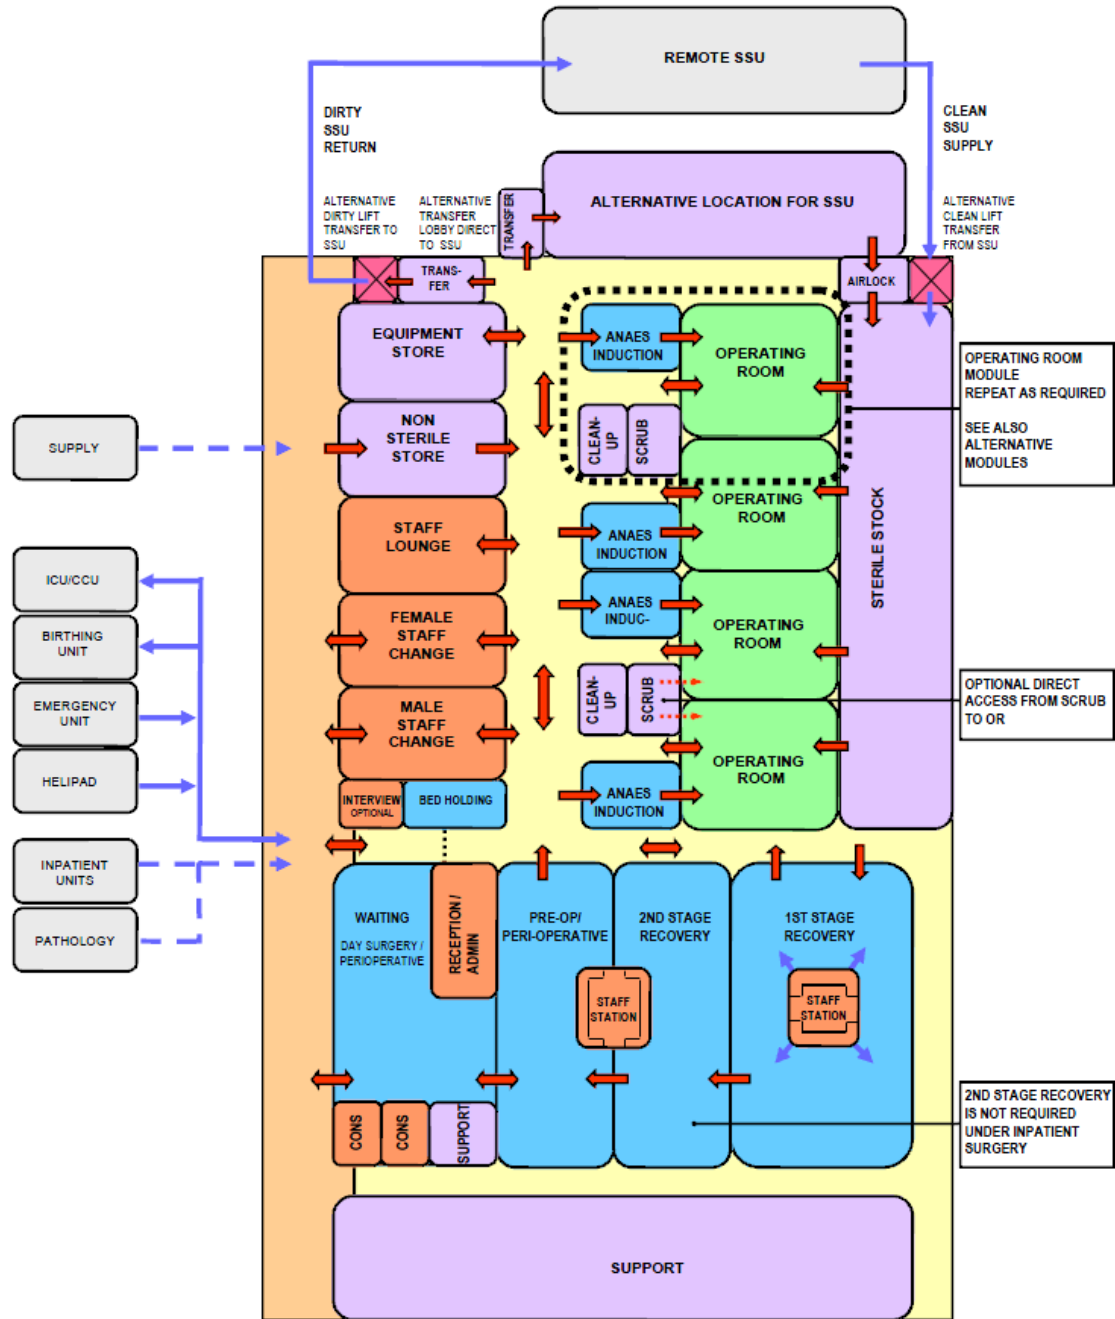 REMOTE SSU
DIRTY
SSU
RETURN
CLEAN
SSU
SUPPLY
ALTERNATIVE
DIRTY LIFT
TRANSFER TO
SSU
ALTERNATIVE
TRANSFER
LOBBY DIRECT
TO SSU
TRANSFER
ALTERNATIVE LOCATION FOR SSU
ALTERNATIVE
CLEAN LIFT
TRANSFER
FROM SSU
TRANS-
FER
AIRLOCK
EQUIPMENT
STORE
ANAES
INDUCTION
OPERATING
ROOM
OPERATING ROOM
MODULE
REPEAT AS REQUIRED
SEE ALSO
ALTERNATIVE
MODULES
SUPPLY
NON
STERILE
STORE
CLEAN-
UP
SCRUB
OPERATING
ROOM
STERILE STOCK
STAFF
LOUNGE
ANAES
INDUCTION
ICU/CCU
BIRTHING
UNIT
EMERGENCY
UNIT
HELIPAD
FEMALE
STAFF
CHANGE
ANAES
INDUC-
OPERATING
ROOM
MALE
STAFF
CHANGE
CLEAN-
UP
SCRUB
OPTIONAL DIRECT
ACCESS FROM SCRUB
TO OR
OPERATING
ROOM
INTERVIEW
OPTIONAL
BED HOLDING
ANAES
INDUCTION
INPATIENT
UNITS
PATHOLOGY
WAITING
DAY SURGERY /
PERIOPERATIVE
RECEPTION /
ADMIN
PRE-OP/
PERI-OPERATIVE
2ND STAGE
RECOVERY
1ST STAGE
RECOVERY
STAFF
STATION
STAFF
STATION
CONS
CONS
SUPPORT
2ND STAGE RECOVERY
IS NOT REQUIRED
UNDER INPATIENT
SURGERY
SUPPORT